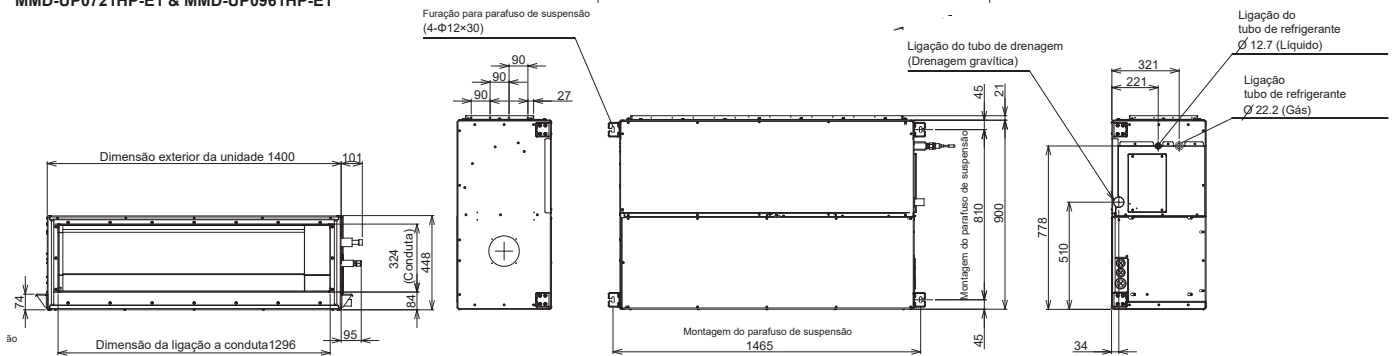 MMD-UP0721HP-E1 & MMD-UP0961HP-E1
Furação para parafuso de suspensão
(4-Φ12×30)
90
90
90
27
Dimensão exterior da unidade 1400
101
324
(Conduta)
448
84
74
95
Dimensão da ligação a conduta1296
ão
45
21
Montagem do parafuso de suspensão
810
900
45
Montagem do parafuso de suspensão
1465
Ligação do tubo de drenagem
(Drenagem gravítica)
Ligação do
tubo de refrigerante
Ø 12.7 (Líquido)
Ligação
tubo de refrigerante
Ø 22.2 (Gás)
321
221
778
510
34